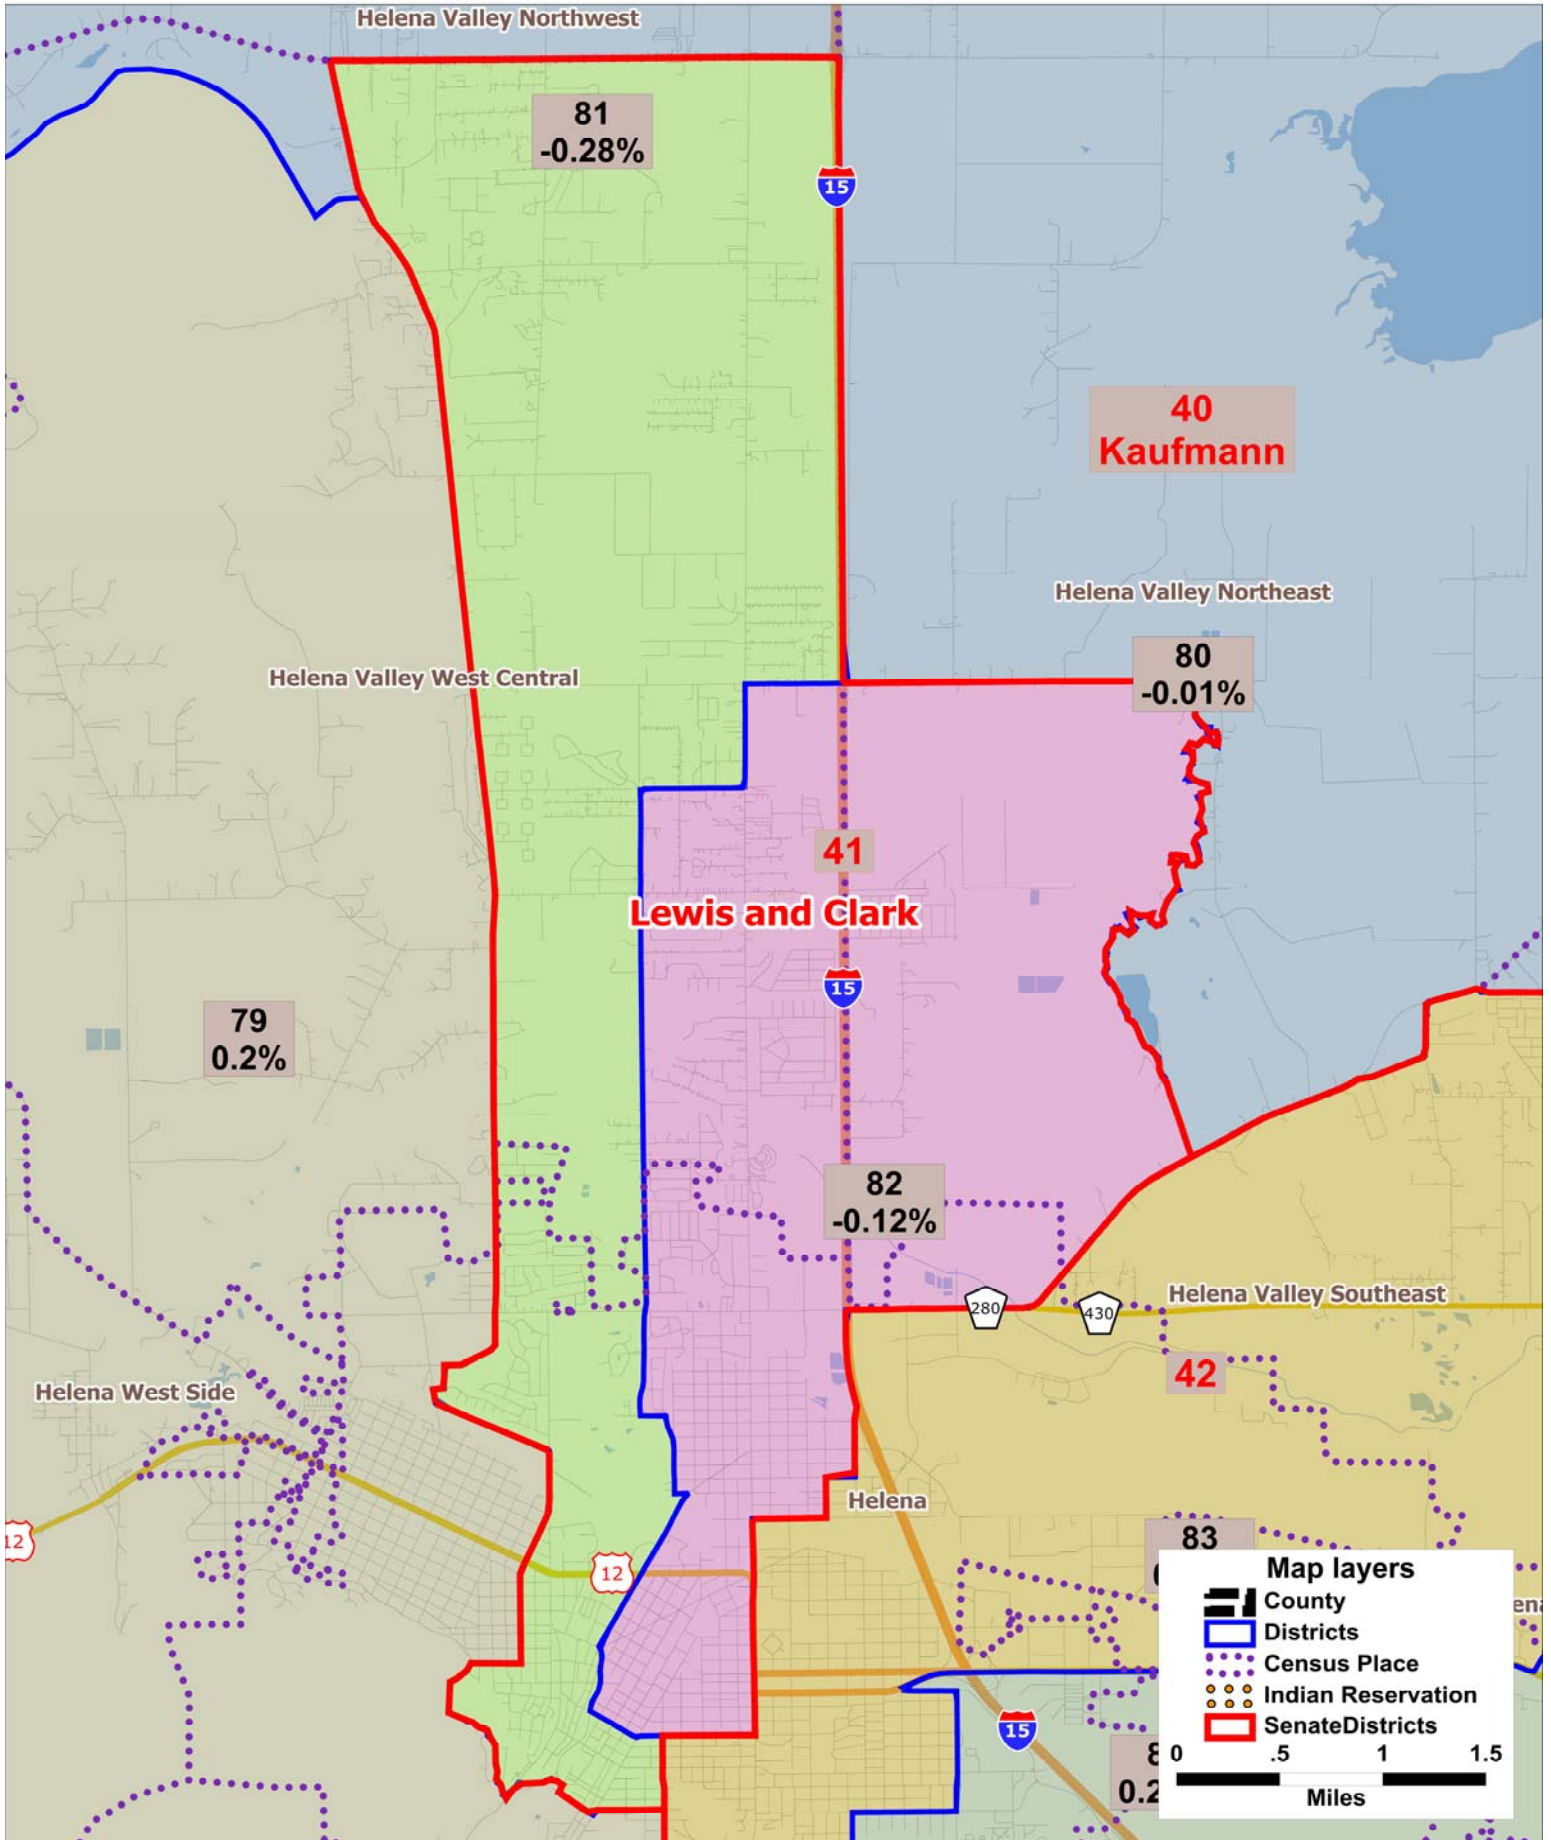 Helena Valley Northwest
81
-0.28%
15
40
Kaufmann
Helena Valley Northeast
80
-0.01%
Helena Valley West Central
41
Lewis and Clark
15
79
0.2%
82
-0.12%
280
430
Helena Valley Southeast
42
Helena West Side
Helena
12
12
83
Map layers
County
Districts
Census Place
Indian Reservation
SenateDistricts
0 .5 1 1.5
Miles
15